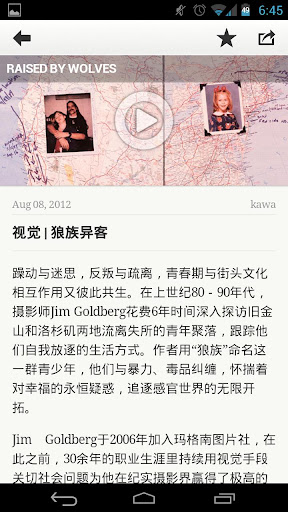 6:45
RAISED BY WOLVES
Aug 08, 2012 kawa
视觉 | 狼族异客
躁动与迷思，反叛与疏离，青春期与街头文化
相互作用又彼此共生。在上世纪80 - 90年代，
摄影师Jim Goldberg花费6年时间深入探访旧金
山和洛杉矶两地流离失所的青年聚落，跟踪他
们自我放逐的生活方式。作者用“狼族”命名这
一群青少年，他们与暴力、毒品纠缠，怀揣着
对幸福的永恒疑惑，追逐感官世界的无限开
拓。
Jim Goldberg于2006年加入玛格南图片社，在
此之前，30余年的职业生涯里持续用视觉手段
关切社会问题为他在纪实摄影界赢得了极高的